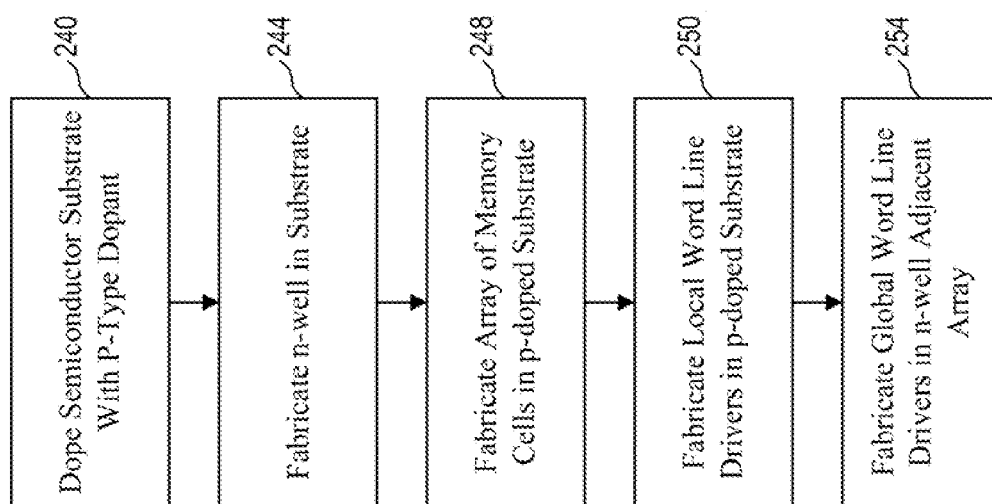 240
Dope Semiconductor Substrate
With P-Type Dopant
244
Fabricate n-well in Substrate
248
Fabricate Array of Memory
Cells in p-doped Substrate
250
Fabricate Local Word Line
Drivers in p-doped Substrate
254
Fabricate Global Word Line
Drivers in n-well Adjacent
Array